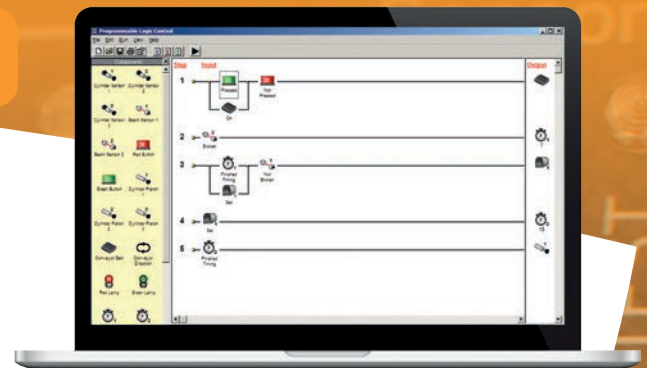 Programmable Logic Control
File Edit Run View Help
Components
Cylinder Sensor 1
Cylinder Sensor 2
Cylinder Sensor 3
Beam Sensor 1
Beam Sensor 2
Red Button
Green Button
Cylinder Piston 1
Cylinder Piston 2
Cylinder Piston 3
Conveyor Belt
Conveyor Direction
Red Lamp
Green Lamp
Step Input Output
1
Pressed
Not Pressed
On
2
Broken
3
Finished Timing
Not Broken
Set
4
Set
15
5
Finished Timing